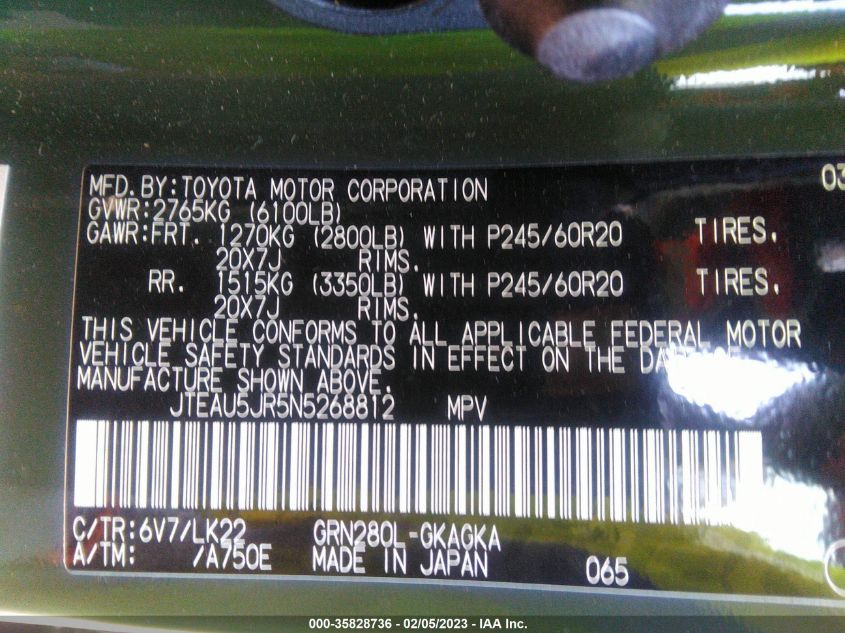 03
MFD.BY:TOYOTA MOTOR CORPORATION
GVWR:2765KG (6100LB)
GAWR:FRT. 1270KG (2800LB) WITH P245/60R20 TIRES,
20X7J RIMS.
RR. 1515KG (3350LB) WITH P245/60R20 TIRES,
20X7J RIMS.
THIS VEHICLE CONFORMS TO ALL APPLICABLE FEDERAL MOTOR
VEHICLE SAFETY STANDARDS IN EFFECT ON THE
MANUFACTURE SHOWN ABOVE.
JTEAU5JR5N5268812 MPV
C/TR:6V7/LK22 GRN280L-GKAGKA
A/TM: /A750E MADE IN JAPAN 065
000-35828736 - 02/05/2023 - IAA Inc.